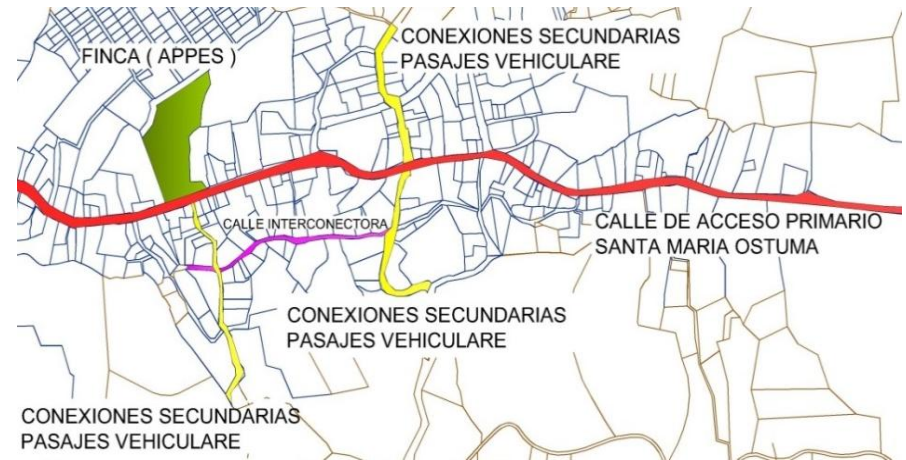 CONEXIONES SECUNDARIAS
PASAJES VEHICULARE
FINCA ( APPES )
CALLE INTERCONECTORA
CALLE DE ACCESO PRIMARIO
SANTA MARIA OSTUMA
CONEXIONES SECUNDARIAS
PASAJES VEHICULARE
CONEXIONES SECUNDARIAS
PASAJES VEHICULARE